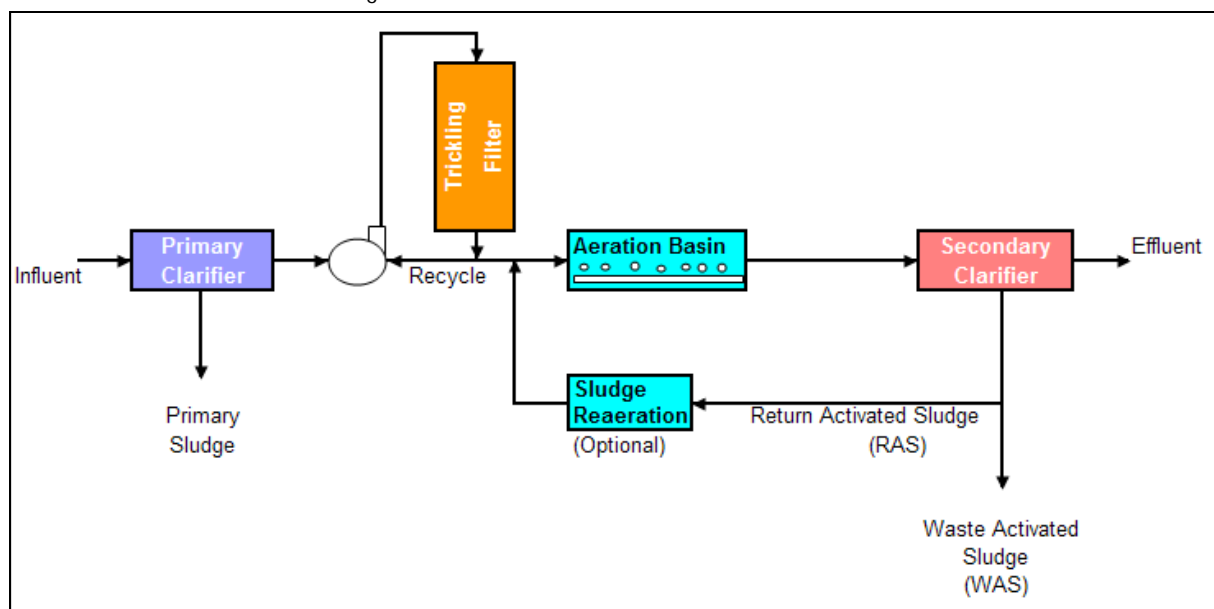 g
Trickling
Filter
Primary
Clarifier
Aeration Basin
Secondary
Clarifier
Effluent
Influent
Recycle
Sludge
Reaeration
(Optional)
Return Activated Sludge
(RAS)
Primary
Sludge
Waste Activated
Sludge
(WAS)